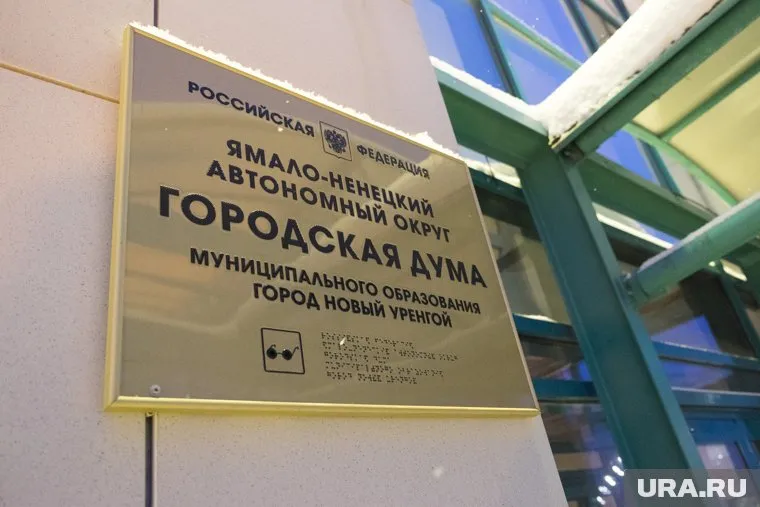 РОССИЙСКАЯ ФЕДЕРАЦИЯ
ЯМАЛО-НЕНЕЦКИЙ
АВТОНОМНЫЙ ОКРУГ
ГОРОДСКАЯ ДУМА
МУНИЦИПАЛЬНОГО ОБРАЗОВАНИЯ
ГОРОД НОВЫЙ УРЕНГОЙ
URA.RU